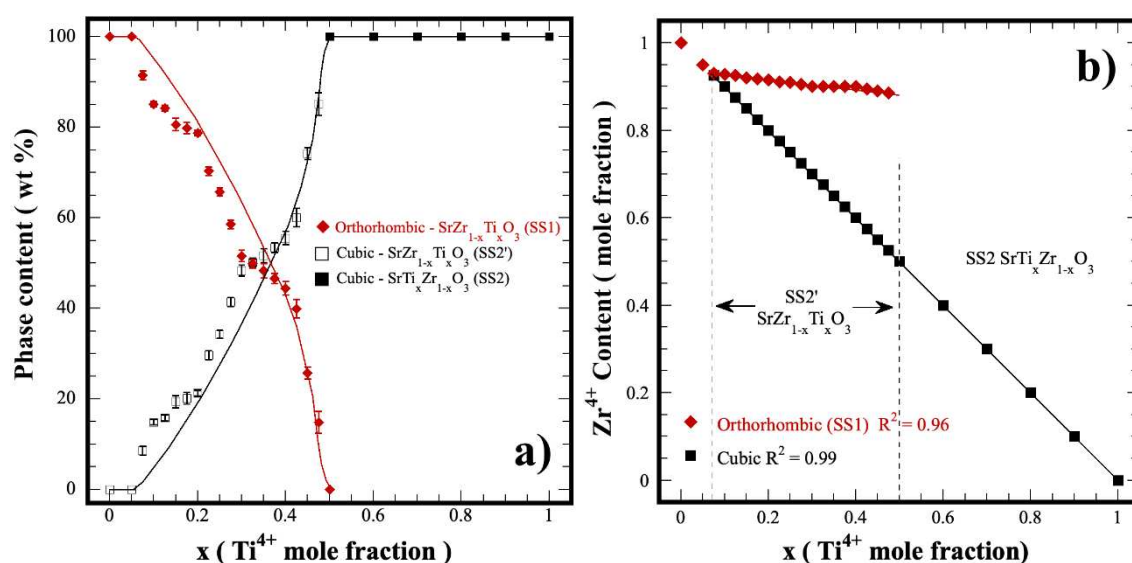 100
80
60
40
20
0
Phase content ( wt % )
Orthorhombic - SrZr₁₋ₓTiₓO₃ (SS1)
Cubic - SrZr₁₋ₓTiₓO₃ (SS2')
Cubic - SrTiₓZr₁₋ₓO₃ (SS2)
a)
0 0.2 0.4 0.6 0.8 1
x ( Ti⁴⁺ mole fraction )
b)
1
0.8
0.6
0.4
0.2
0
Zr⁴⁺ Content ( mole fraction)
SS2 SrTiₓZr₁₋ₓO₃
SS2'
SrZr₁₋ₓTiₓO₃
Orthorhombic (SS1) R² = 0.96
Cubic R² = 0.99
0 0.2 0.4 0.6 0.8 1
x ( Ti⁴⁺ mole fraction)